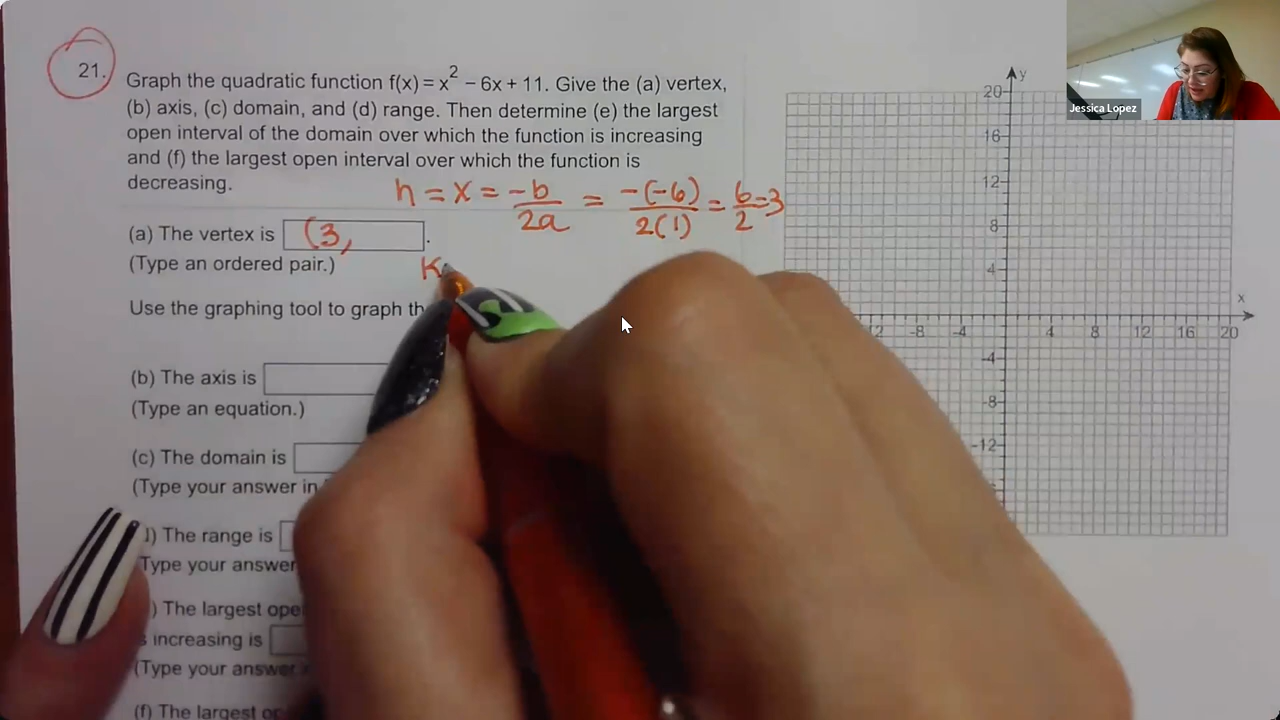 21.
Graph the quadratic function f(x) = x² − 6x + 11. Give the (a) vertex,
(b) axis, (c) domain, and (d) range. Then determine (e) the largest
open interval of the domain over which the function is increasing
and (f) the largest open interval over which the function is
decreasing.
h = x = -b/2a = -(-6)/2(1) = 6/2 = 3
(a) The vertex is (3, .
(Type an ordered pair.)
K
Use the graphing tool to graph th
(b) The axis is
(Type an equation.)
(c) The domain is
(Type your answer in
) The range is
Type your answer
) The largest ope
s increasing is
(Type your answer
(f) The largest op
y
20
16
12
8
4
x
12 -8 -4 4 8 12 16 20
-4
-8
-12
Jessica Lopez